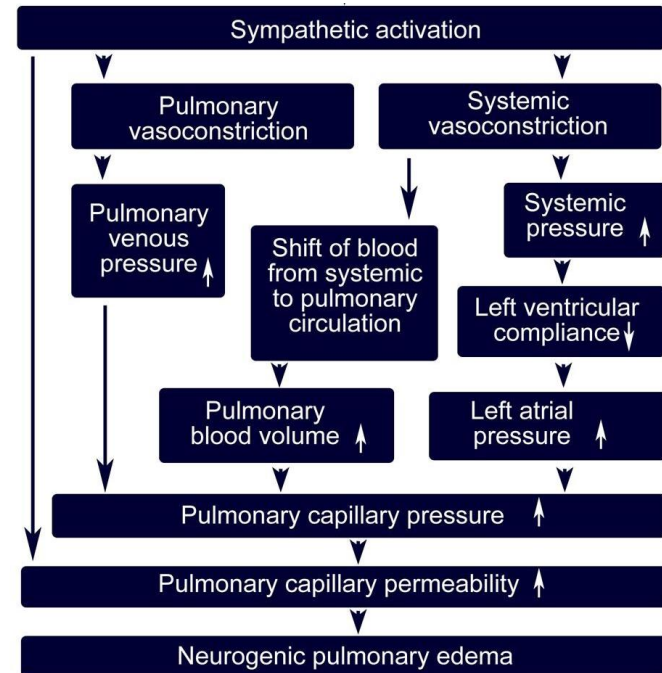 Sympathetic activation
Pulmonary
vasoconstriction
Systemic
vasoconstriction
Pulmonary
venous
pressure ↑
Shift of blood
from systemic
to pulmonary
circulation
Systemic
pressure ↑
Left ventricular
compliance ↓
Pulmonary
blood volume ↑
Left atrial
pressure ↑
Pulmonary capillary pressure ↑
Pulmonary capillary permeability ↑
Neurogenic pulmonary edema